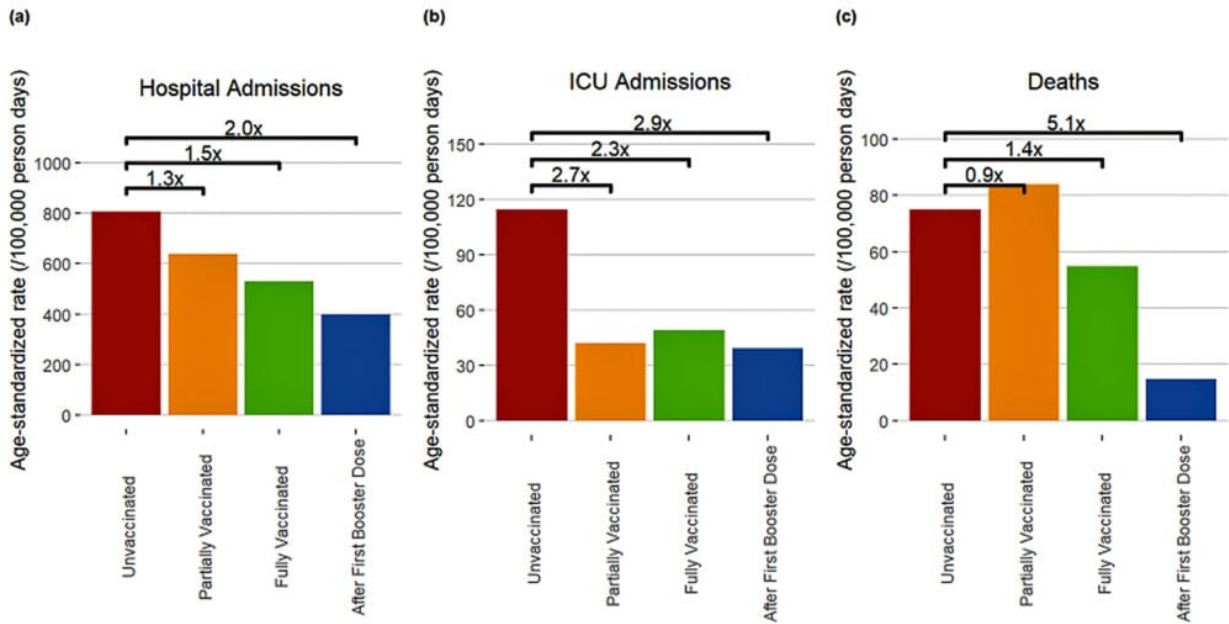 (a)
Hospital Admissions
Age-standardized rate (/100,000 person days)
2.0x
1.5x
1.3x
1000
800
600
400
200
0
Unvaccinated
Partially Vaccinated
Fully Vaccinated
After First Booster Dose
(b)
ICU Admissions
Age-standardized rate (/100,000 person days)
2.9x
2.3x
2.7x
150
120
90
60
30
0
Unvaccinated
Partially Vaccinated
Fully Vaccinated
After First Booster Dose
(c)
Deaths
Age-standardized rate (/100,000 person days)
5.1x
1.4x
0.9x
100
80
60
40
20
0
Unvaccinated
Partially Vaccinated
Fully Vaccinated
After First Booster Dose